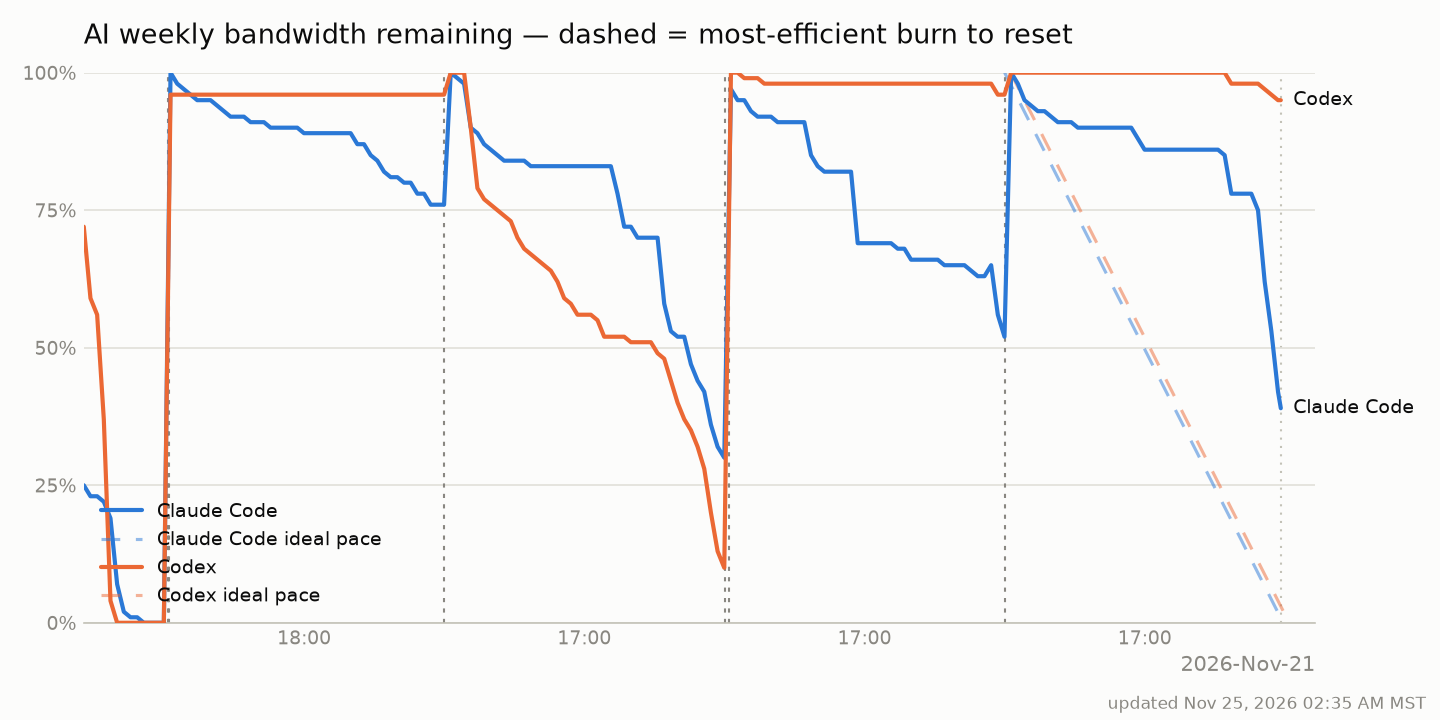 AI weekly bandwidth remaining — dashed = most-efficient burn to reset
100%
75%
50%
25%
0%
Codex
Claude Code
Claude Code
Claude Code ideal pace
Codex
Codex ideal pace
18:00 17:00 17:00 17:00
2026-Nov-21
updated Nov 25, 2026 02:35 AM MST